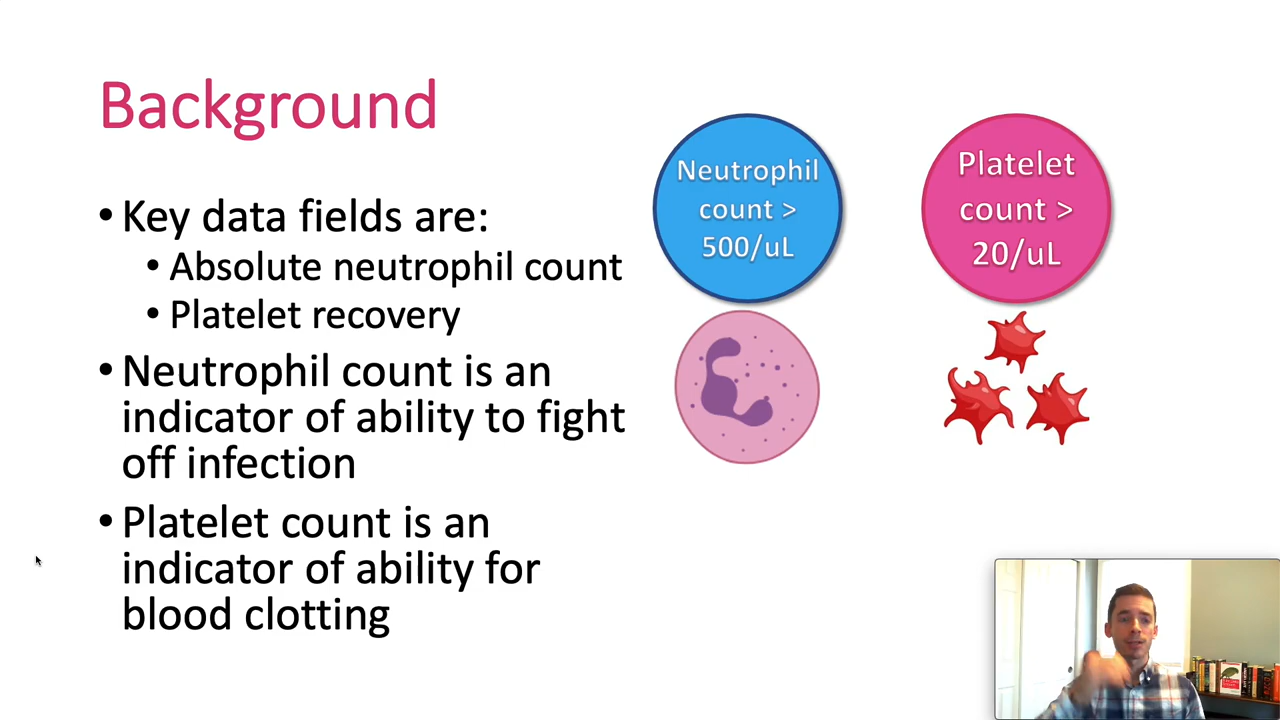 Background
• Key data fields are:
• Absolute neutrophil count
• Platelet recovery
• Neutrophil count is an
indicator of ability to fight
off infection
• Platelet count is an
indicator of ability for
blood clotting
Neutrophil
count >
500/uL
Platelet
count >
20/uL